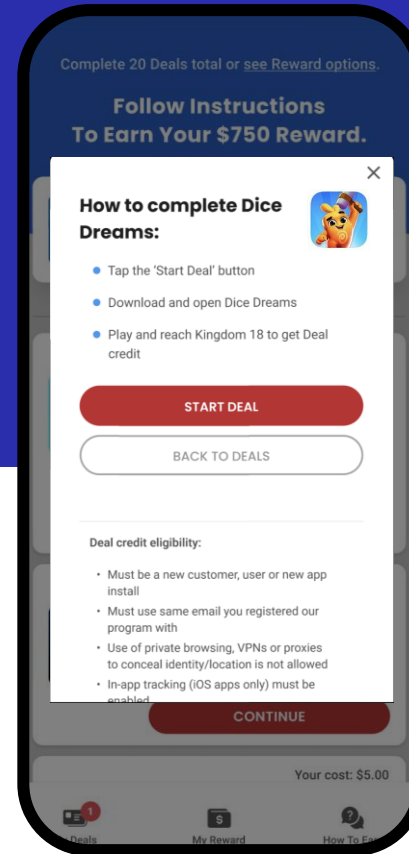 Complete 20 Deals total or see Reward options.
Follow Instructions
To Earn Your $750 Reward.
How to complete Dice
Dreams:
Tap the ‘Start Deal’ button
Download and open Dice Dreams
Play and reach Kingdom 18 to get Deal
credit
START DEAL
BACK TO DEALS
Deal credit eligibility:
Must be a new customer, user or new app
install
Must use same email you registered our
program with
Use of private browsing, VPNs or proxies
to conceal identity/location is not allowed
In-app tracking (iOS apps only) must be
enabled
CONTINUE
Your cost: $5.00
1
Deals
My Reward
How To Ea